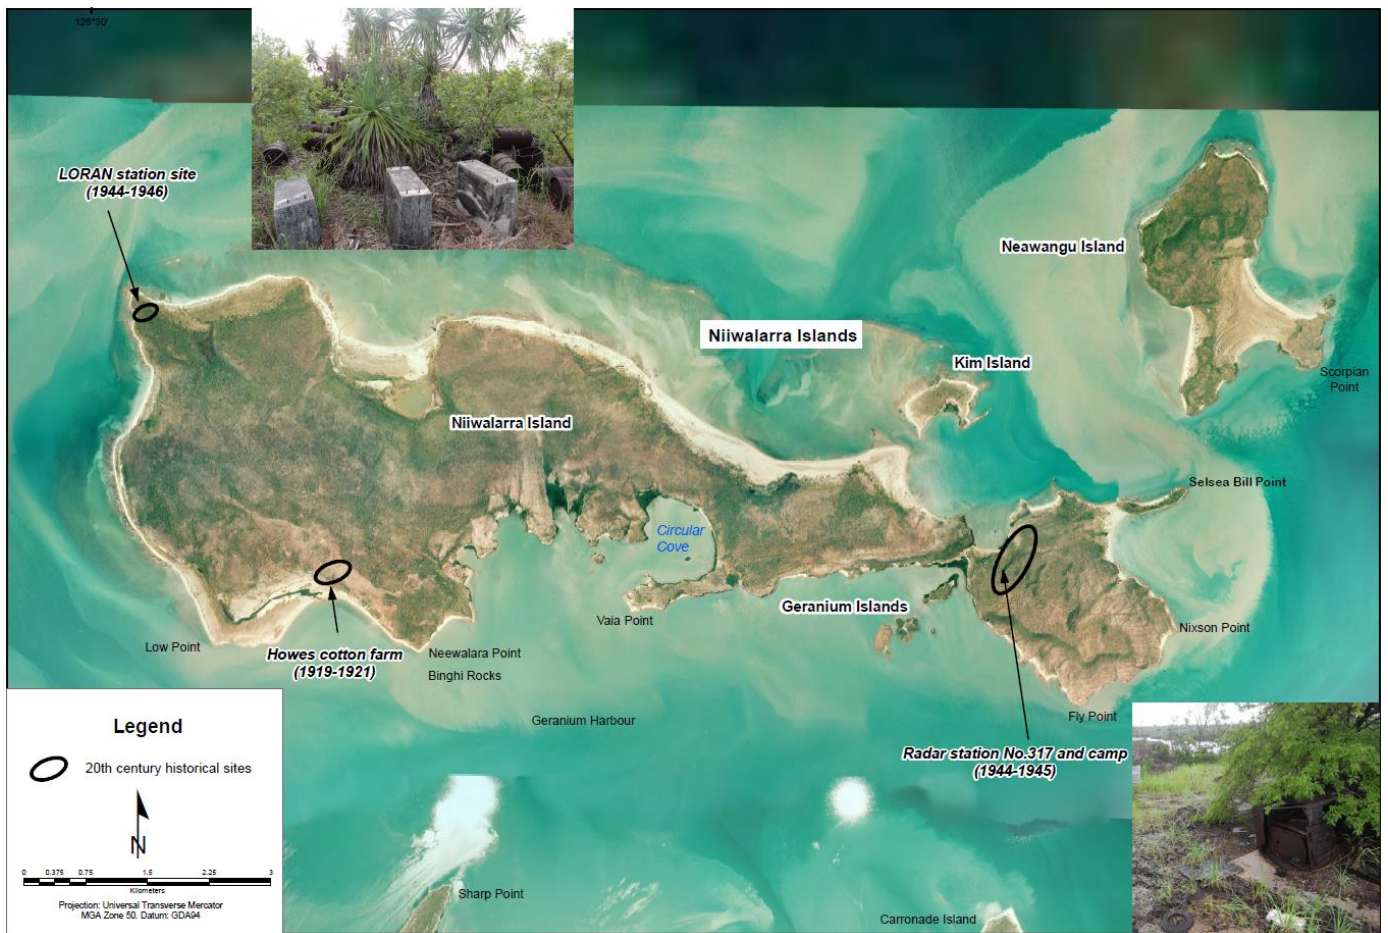 126°30'
LORAN station site
(1944-1946)
Neawangu Island
Niiwalarra Islands
Kim Island
Scorpian
Point
Niiwalarra Island
Selsea Bill Point
Circular
Cove
Geranium Islands
Vaia Point
Nixson Point
Low Point
Howes cotton farm
(1919-1921)
Neewalara Point
Binghi Rocks
Geranium Harbour
Fly Point
Radar station No.317 and camp
(1944-1945)
Legend
20th century historical sites
N
0 0.375 0.75 1.5 2.25 3
Kilometers
Projection: Universal Transverse Mercator
MGA Zone 50. Datum: GDA94
Sharp Point
Carronade Island